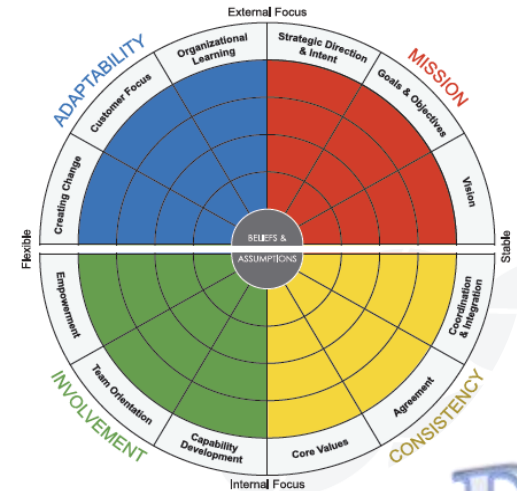 External Focus
ADAPTABILITY
MISSION
Creating Change
Customer Focus
Organizational
Learning
Strategic Direction
& Intent
Goals & Objectives
Vision
Flexible
BELIEFS &
ASSUMPTIONS
Stable
Empowerment
Team Orientation
Capability
Development
Core Values
Agreement
Coordination
& Integration
INVOLVEMENT
CONSISTENCY
Internal Focus